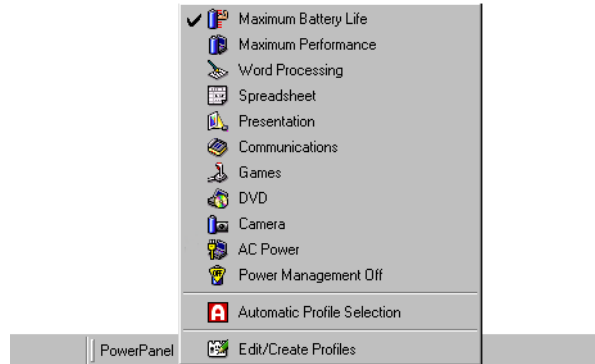 Maximum Battery Life
Maximum Performance
Word Processing
Spreadsheet
Presentation
Communications
Games
DVD
Camera
AC Power
Power Management Off
Automatic Profile Selection
PowerPanel
Edit/Create Profiles